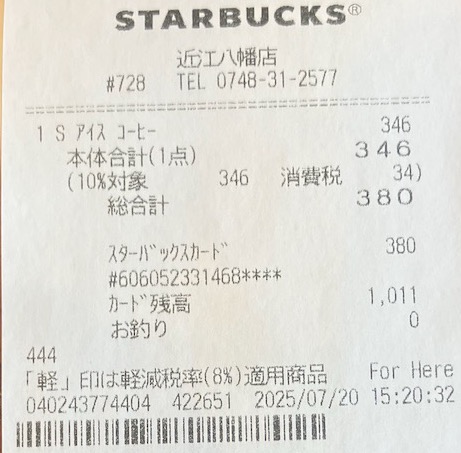 STARBUCKS®
近江八幡店
#728 TEL 0748-31-2577
1 S アイス コーヒー 346
本体合計(1点) 346
(10%対象 346 消費税 34)
総合計 380
スターバックスカード 380
#606052331468****
カード残高 1,011
お釣り 0
444
「軽」印は軽減税率(8%)適用商品 For Here
040243774404 422651 2025/07/20 15:20:32